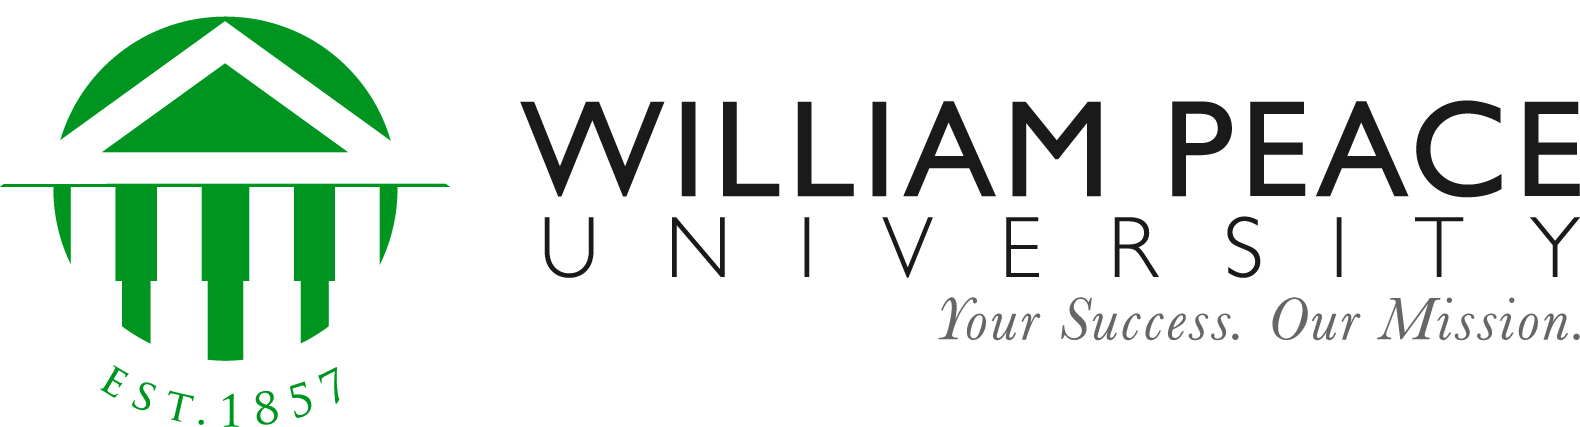 WILLIAM PEACE
UNIVERSITY
Your Success. Our Mission.
EST. 1857